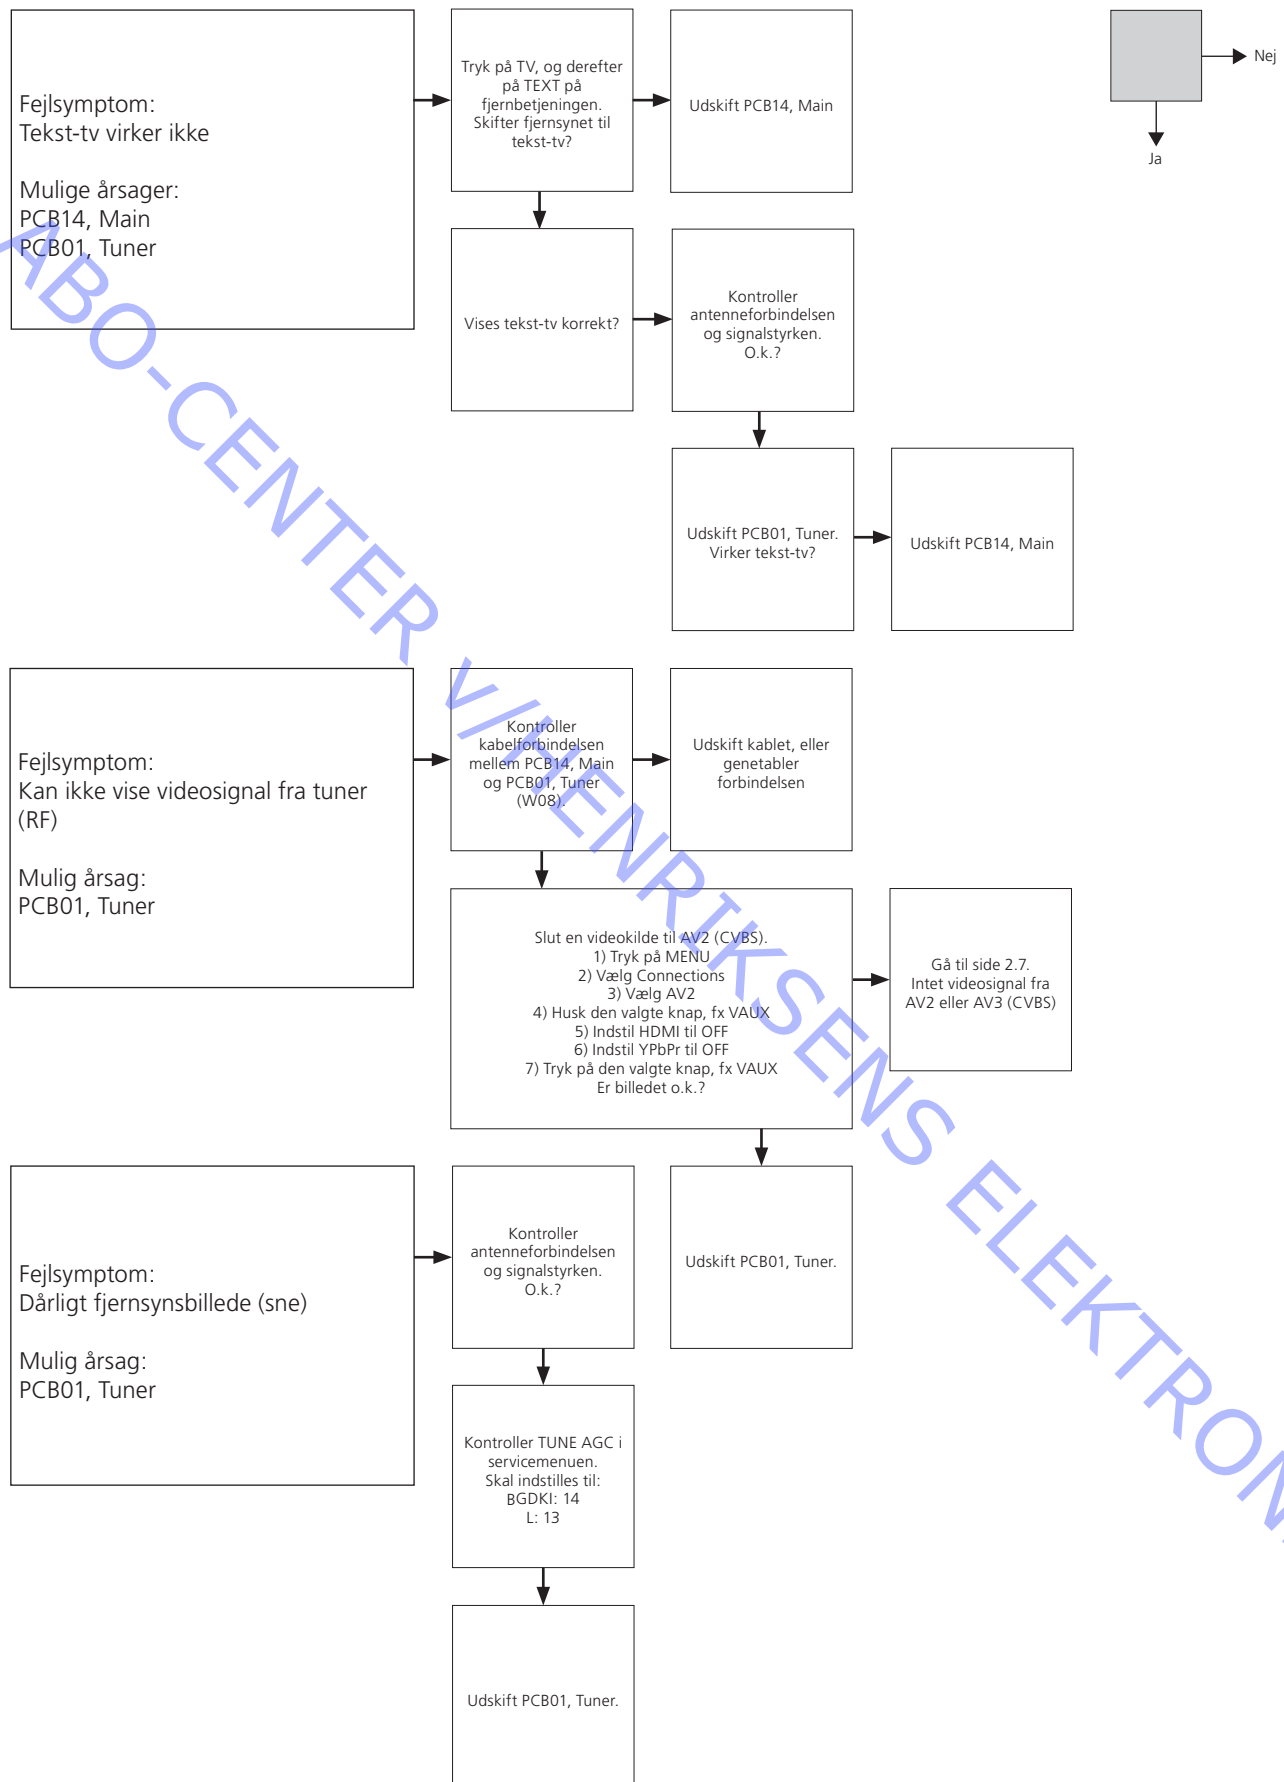 Fejlsymptom:
Tekst-tv virker ikke
Mulige årsager:
PCB14, Main
PCB01, Tuner
Tryk på TV, og derefter
på TEXT på
fjernbetjeningen.
Skifter fjernsynet til
tekst-tv?
Udskift PCB14, Main
Nej
Ja
Vises tekst-tv korrekt?
Kontroller
antenneforbindelsen
og signalstyrken.
O.k.?
Udskift PCB01, Tuner.
Virker tekst-tv?
Udskift PCB14, Main
Fejlsymptom:
Kan ikke vise videosignal fra tuner
(RF)
Mulig årsag:
PCB01, Tuner
Kontroller
kabelforbindelsen
mellem PCB14, Main
og PCB01, Tuner
(W08).
Udskift kablet, eller
genetabler
forbindelsen
Slut en videokilde til AV2 (CVBS).
1) Tryk på MENU
2) Vælg Connections
3) Vælg AV2
4) Husk den valgte knap, fx VAUX
5) Indstil HDMI til OFF
6) Indstil YPbPr til OFF
7) Tryk på den valgte knap, fx VAUX
Er billedet o.k.?
Gå til side 2.7.
Intet videosignal fra
AV2 eller AV3 (CVBS)
Udskift PCB01, Tuner.
Fejlsymptom:
Dårligt fjernsynsbillede (sne)
Mulig årsag:
PCB01, Tuner
Kontroller
antenneforbindelsen
og signalstyrken.
O.k.?
Kontroller TUNE AGC i
servicemenuen.
Skal indstilles til:
BGDKI: 14
L: 13
Udskift PCB01, Tuner.
ABO-CENTER v/HENRIKSENS ELEKTRON